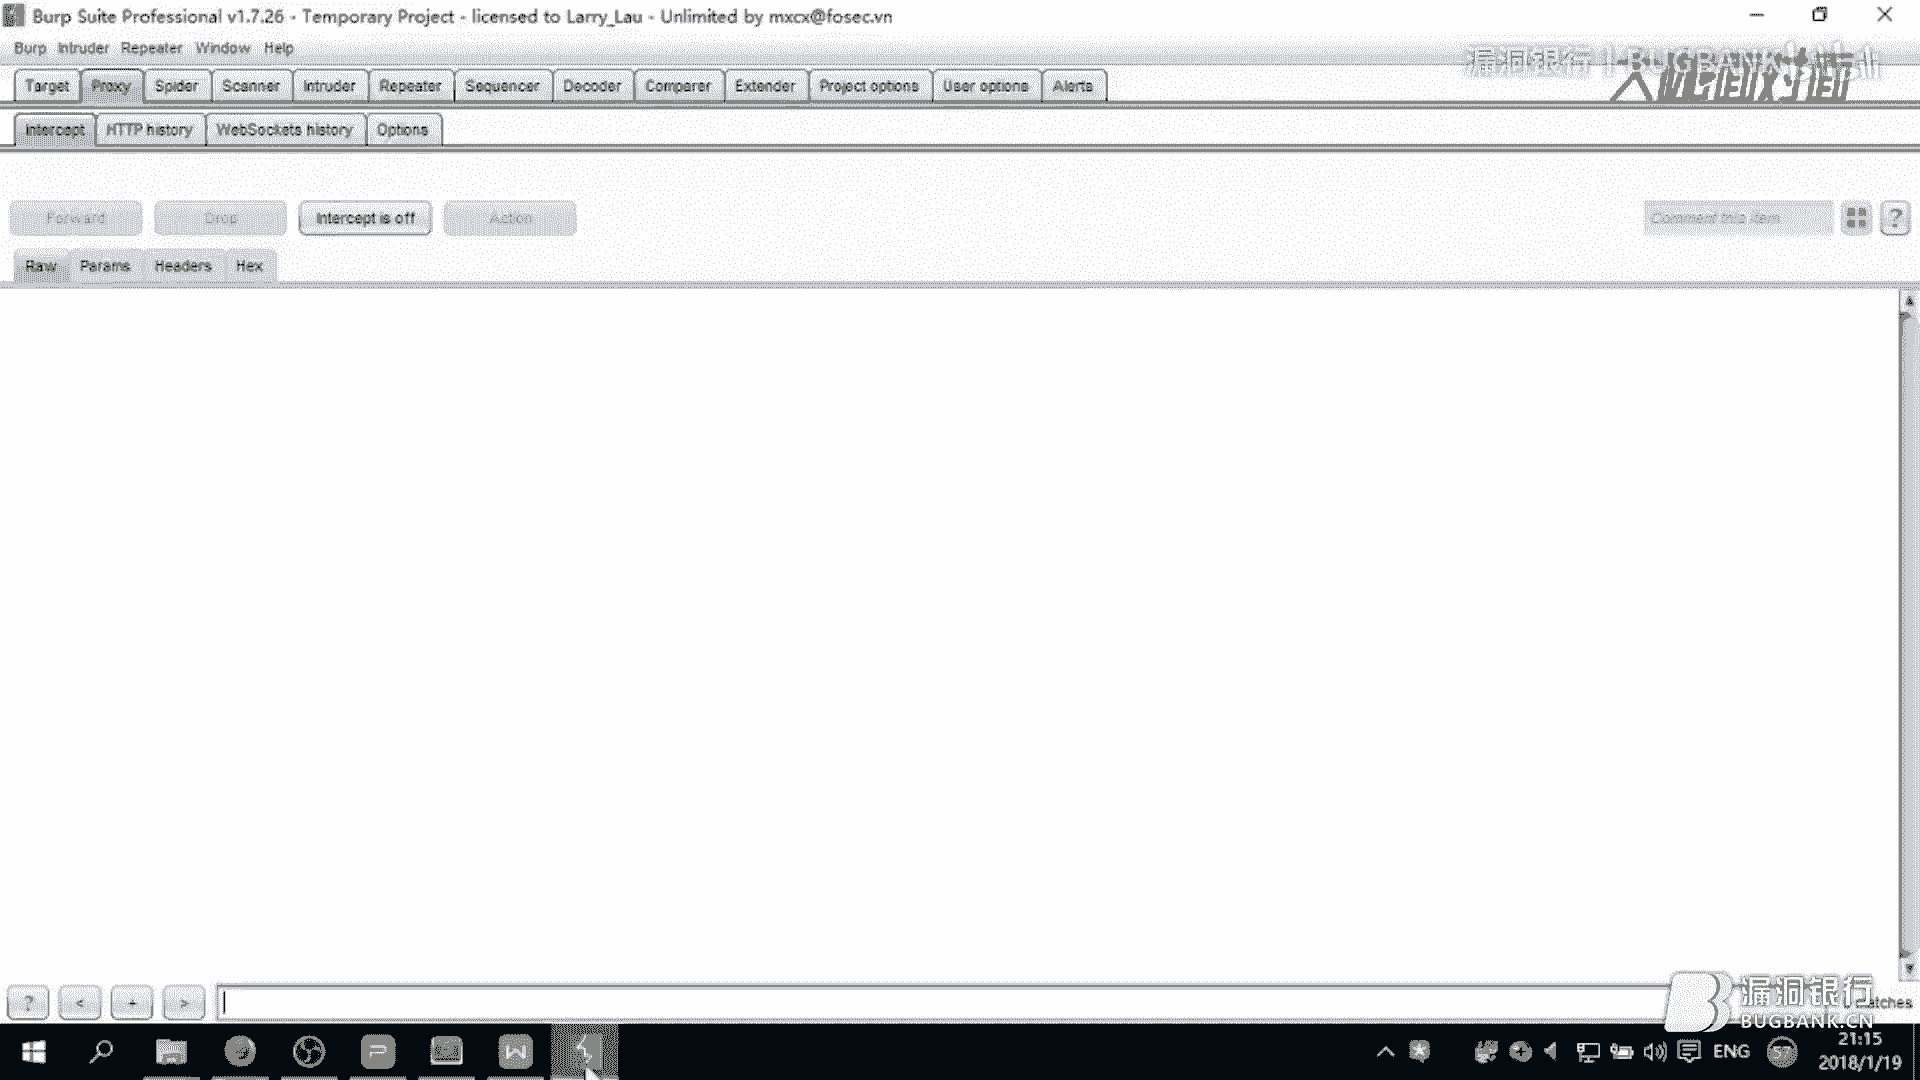 Burp Suite Professional v1.7.26 - Temporary Project - licensed to Larry_Lau - Unlimited by mxcx@fosec.vn
Burp Intruder Repeater Window Help
漏洞银行 | BUGBANK
Target Proxy Spider Scanner Intruder Repeater Sequencer Decoder Comparer Extender Project options User options Alerts
Intercept HTTP history WebSockets history Options
Forward Drop Intercept is off Action Comment this item ?
Raw Params Headers Hex
? < + >
漏洞银行
BUGBANK.CN
ENG 57 21:15
2018/1/19